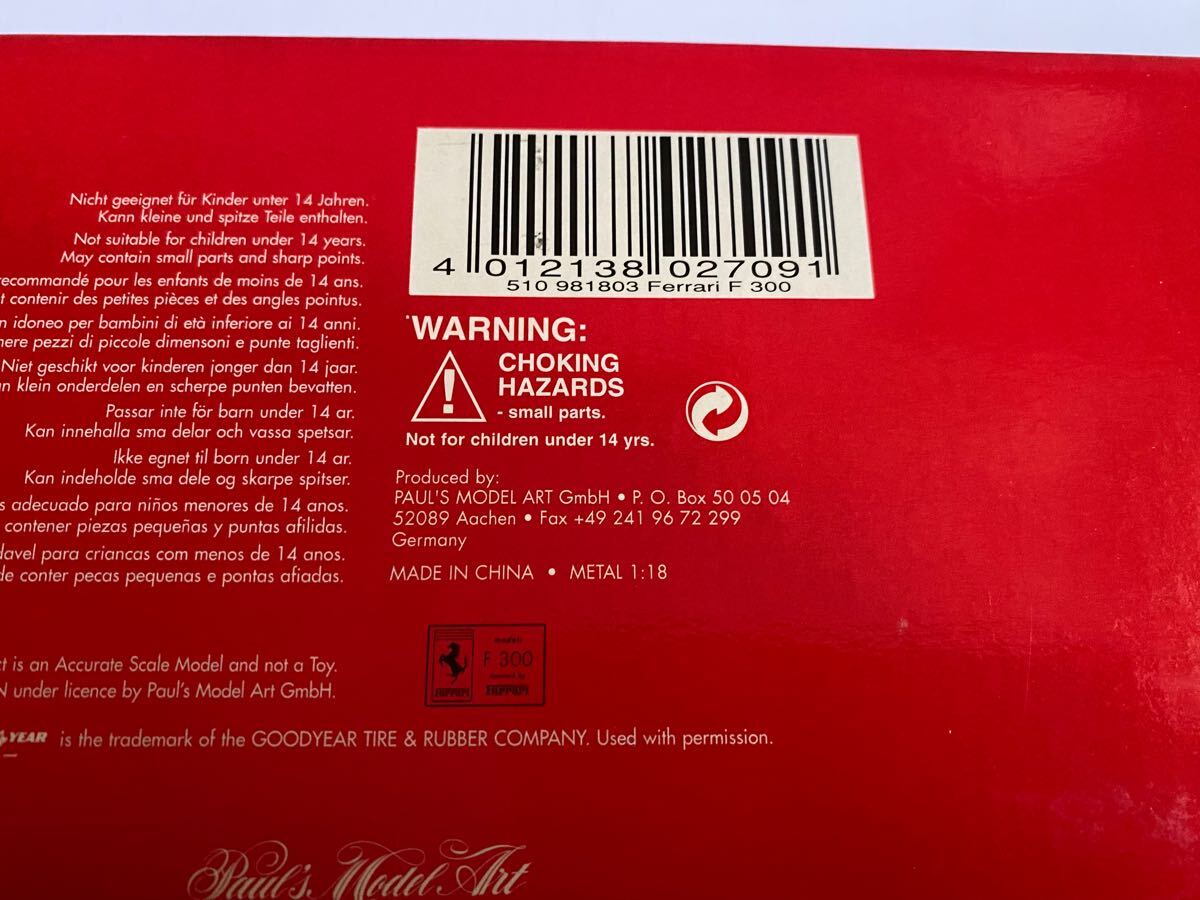 4 012138 027091
510 981803 Ferrari F 300
Nicht geeignet für Kinder unter 14 Jahren.
Kann kleine und spitze Teile enthalten.
Not suitable for children under 14 years.
May contain small parts and sharp points.
recommandé pour les enfants de moins de 14 ans.
contenir des petites pièces et des angles pointus.
idoneo per bambini di età inferiore ai 14 anni.
pezzi di piccole dimensoni e punte taglienti.
Niet geschikt voor kinderen jonger dan 14 jaar.
klein onderdelen en scherpe punten bevatten.
Passar inte för barn under 14 ar.
Kan innehalla sma delar och vassa spetsar.
Ikke egnet til born under 14 ar.
Kan indeholde sma dele og skarpe spitser.
adecuado para niños menores de 14 anos.
contener piezas pequeñas y puntas afilidas.
para criancas com menos de 14 anos.
conter pecas pequenas e pontas afiadas.
WARNING:
CHOKING
HAZARDS
- small parts.
Not for children under 14 yrs.
Produced by:
PAUL'S MODEL ART GmbH • P. O. Box 50 05 04
52089 Aachen • Fax +49 241 96 72 299
Germany
MADE IN CHINA • METAL 1:18
F 300
Ferrari
Ferrari
is an Accurate Scale Model and not a Toy.
under licence by Paul's Model Art GmbH.
YEAR is the trademark of the GOODYEAR TIRE & RUBBER COMPANY. Used with permission.
Paul's Model Art